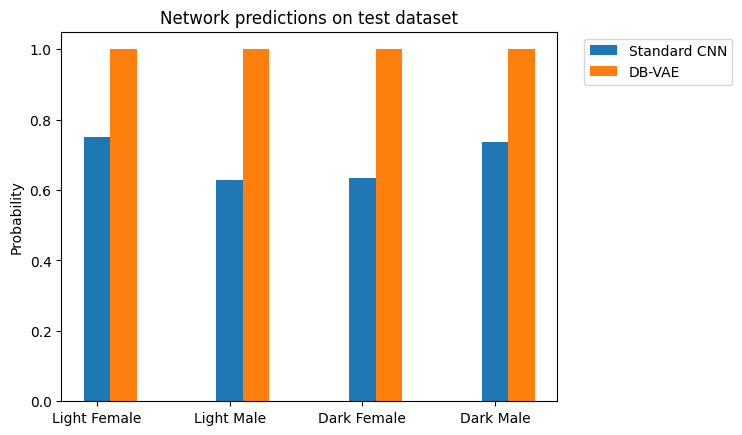 Network predictions on test dataset
Standard CNN
DB-VAE
Probability
1.0
0.8
0.6
0.4
0.2
0.0
Light Female
Light Male
Dark Female
Dark Male